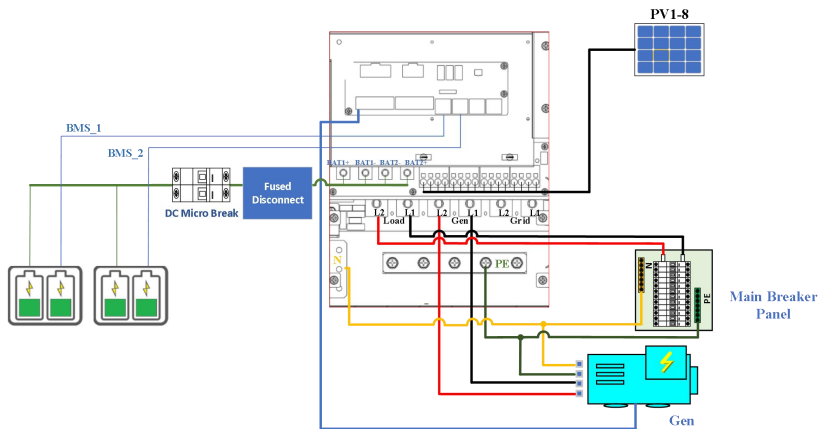 PV1-8
BMS_1
BMS_2
BAT1+ BAT1- BAT2- BAT2+
Fused
Disconnect
DC Micro Break
L2 L1 L2 L1 L2 L1
Load Gen Grid
N
PE
N
PE
Main Breaker
Panel
Gen